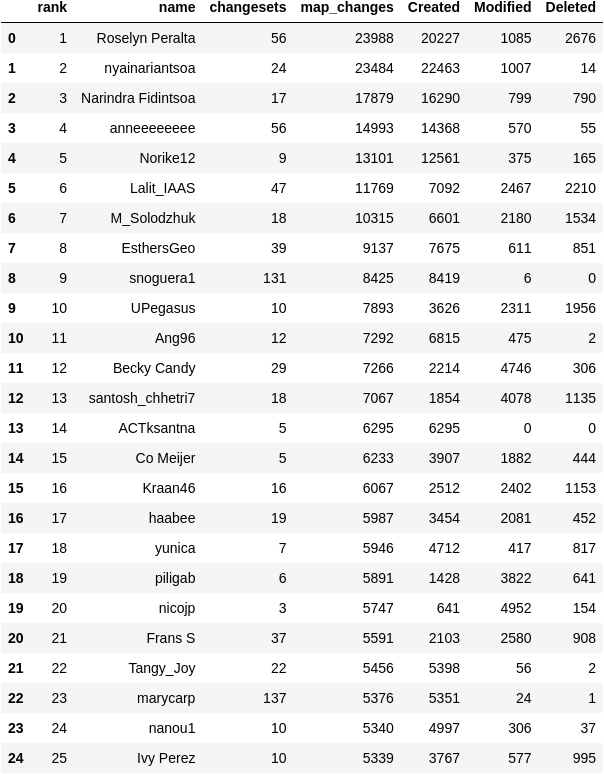 rank name changesets map_changes Created Modified Deleted
0 1 Roselyn Peralta 56 23988 20227 1085 2676
1 2 nyainariantsoa 24 23484 22463 1007 14
2 3 Narindra Fidintsoa 17 17879 16290 799 790
3 4 anneeeeeeee 56 14993 14368 570 55
4 5 Norike12 9 13101 12561 375 165
5 6 Lalit_IAAS 47 11769 7092 2467 2210
6 7 M_Solodzhuk 18 10315 6601 2180 1534
7 8 EsthersGeo 39 9137 7675 611 851
8 9 snoguera1 131 8425 8419 6 0
9 10 UPegasus 10 7893 3626 2311 1956
10 11 Ang96 12 7292 6815 475 2
11 12 Becky Candy 29 7266 2214 4746 306
12 13 santosh_chhetri7 18 7067 1854 4078 1135
13 14 ACTksantna 5 6295 6295 0 0
14 15 Co Meijer 5 6233 3907 1882 444
15 16 Kraan46 16 6067 2512 2402 1153
16 17 haabee 19 5987 3454 2081 452
17 18 yunica 7 5946 4712 417 817
18 19 piligab 6 5891 1428 3822 641
19 20 nicojp 3 5747 641 4952 154
20 21 Frans S 37 5591 2103 2580 908
21 22 Tangy_Joy 22 5456 5398 56 2
22 23 marycarp 137 5376 5351 24 1
23 24 nanou1 10 5340 4997 306 37
24 25 Ivy Perez 10 5339 3767 577 995